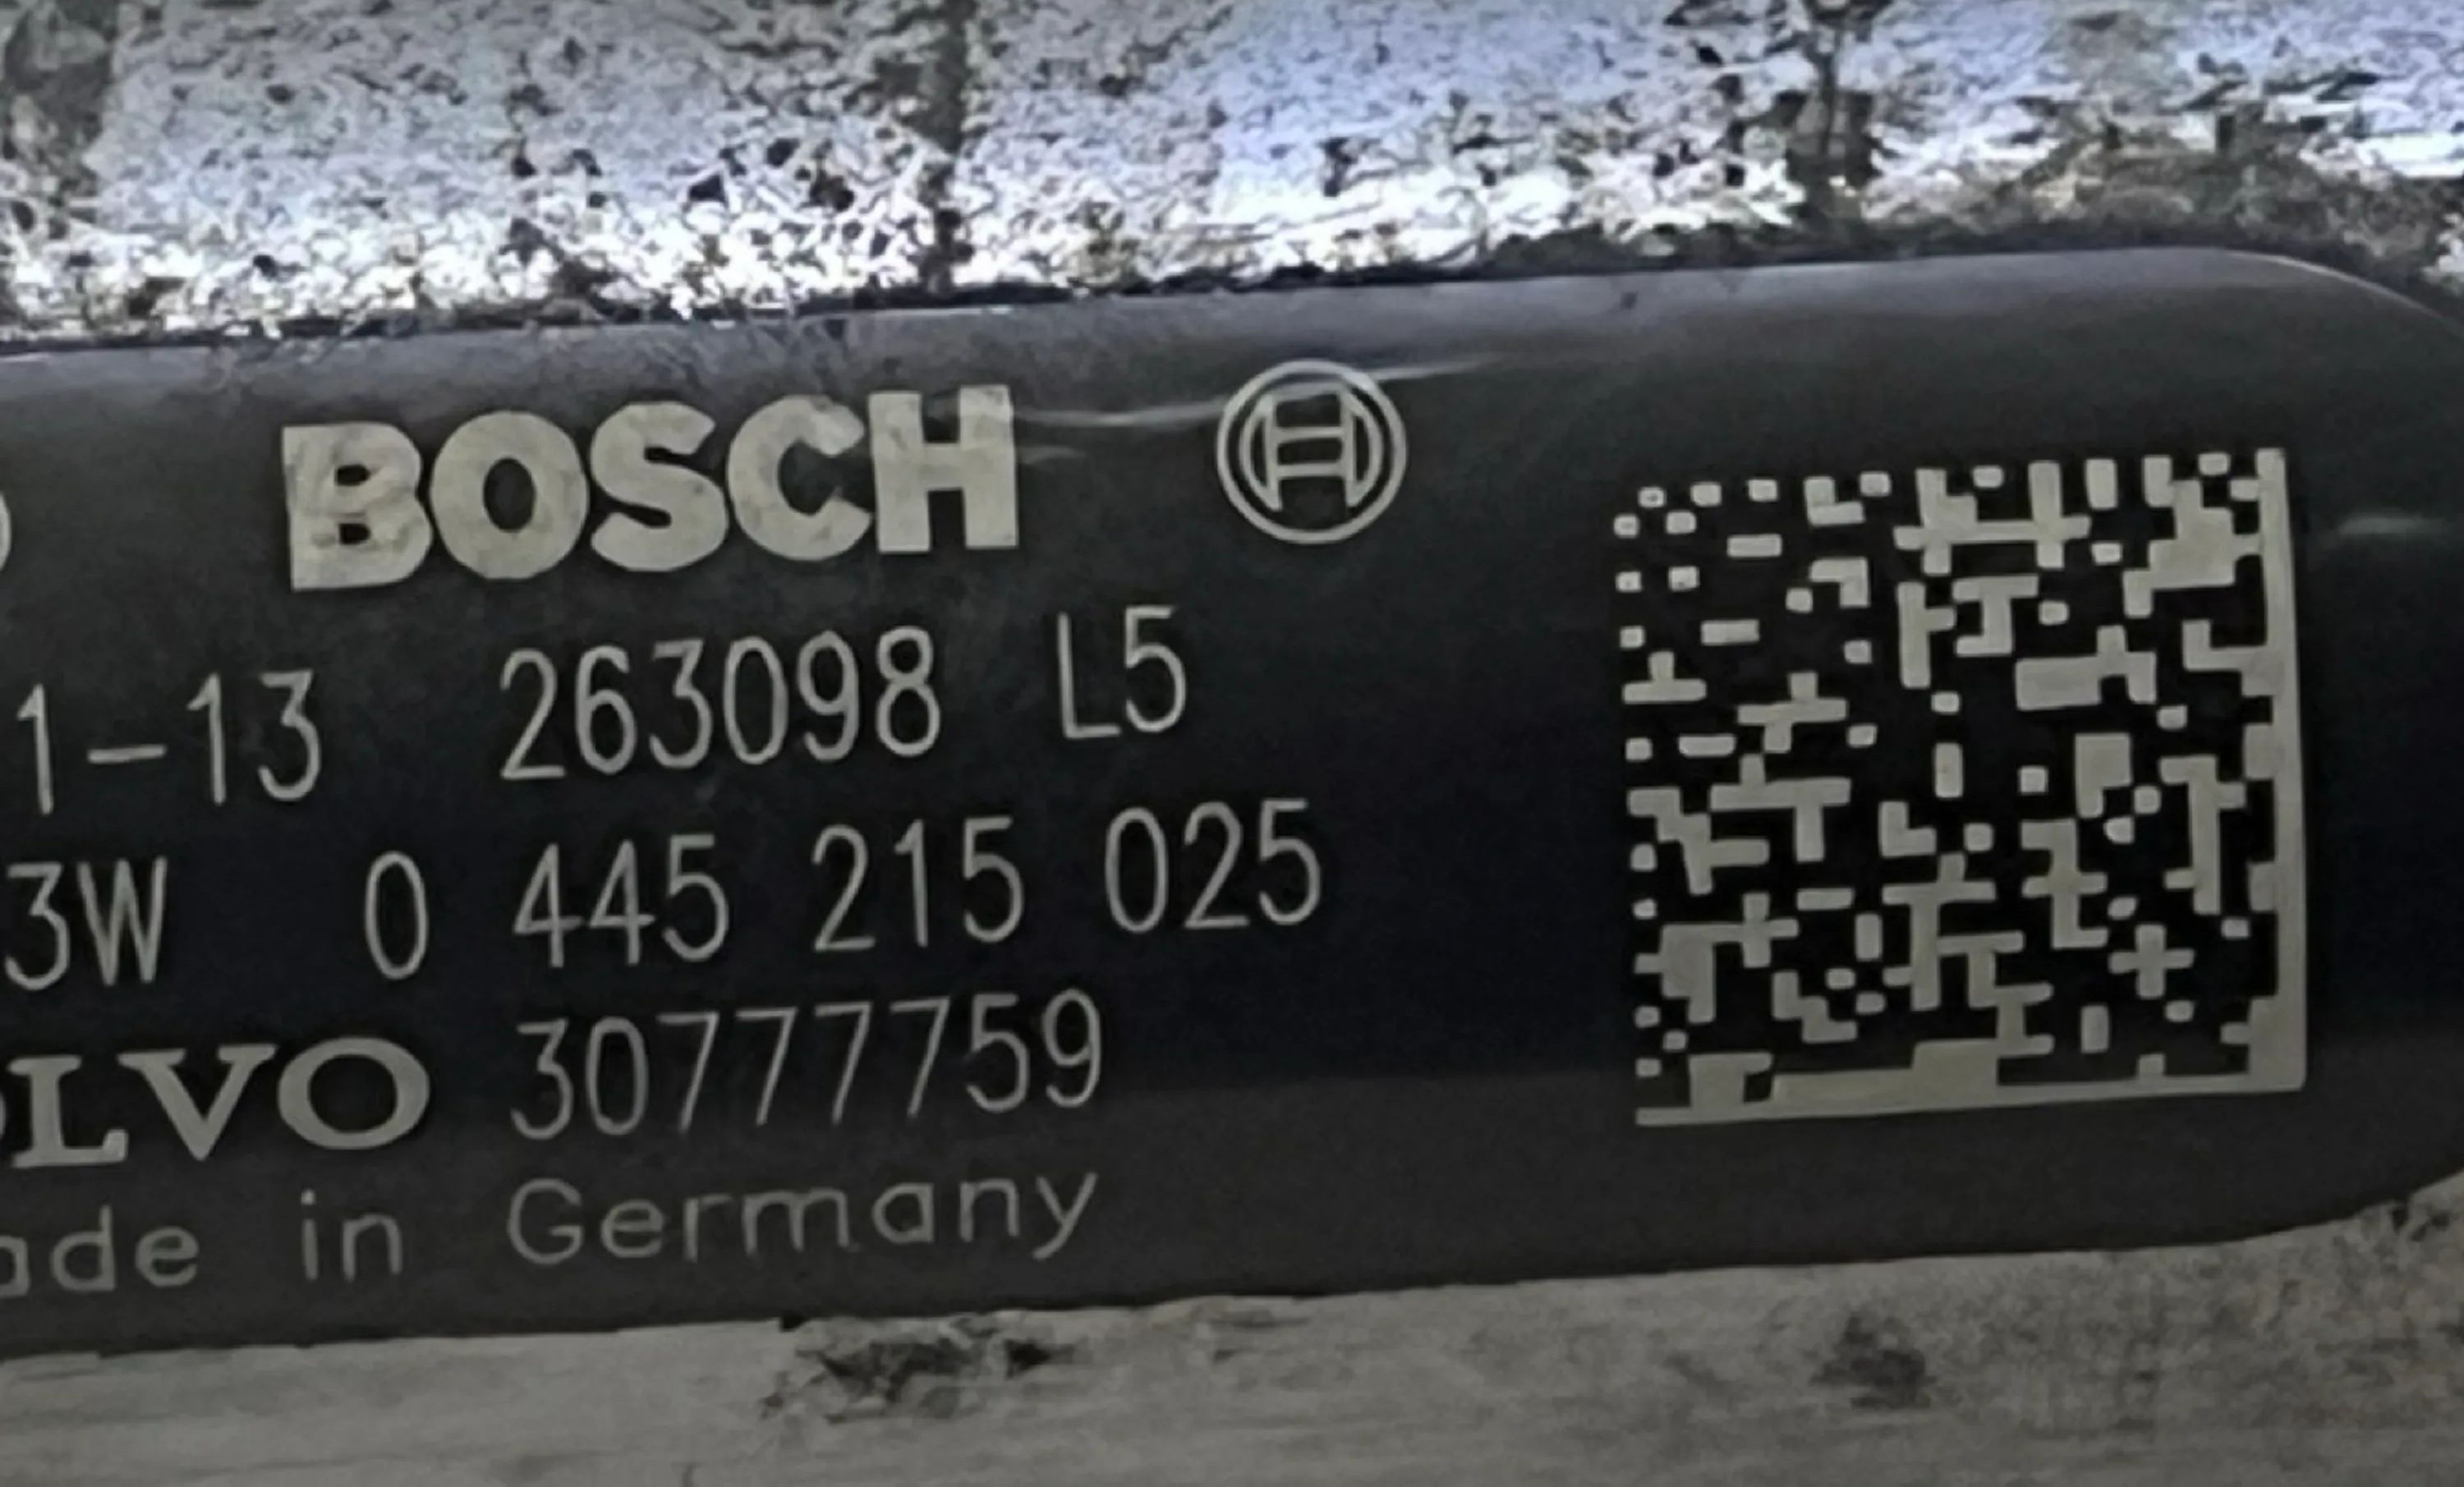 BOSCH
1-13 263098 L5
3W 0 445 215 025
LVO 30777759
ade in Germany